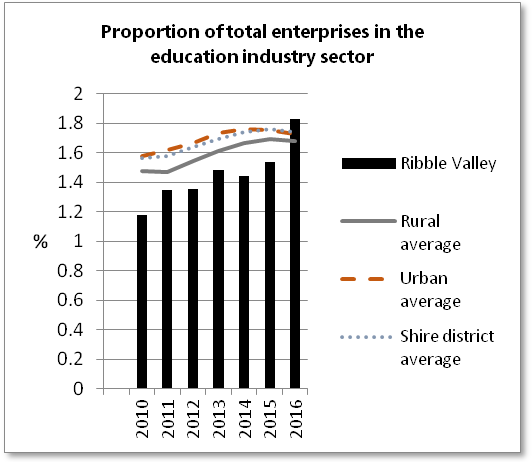 Proportion of total enterprises in the
education industry sector
2
1.8
1.6
1.4
1.2
1
0.8
0.6
0.4
0.2
0
%
2010
2011
2012
2013
2014
2015
2016
Ribble Valley
Rural
average
Urban
average
Shire district
average